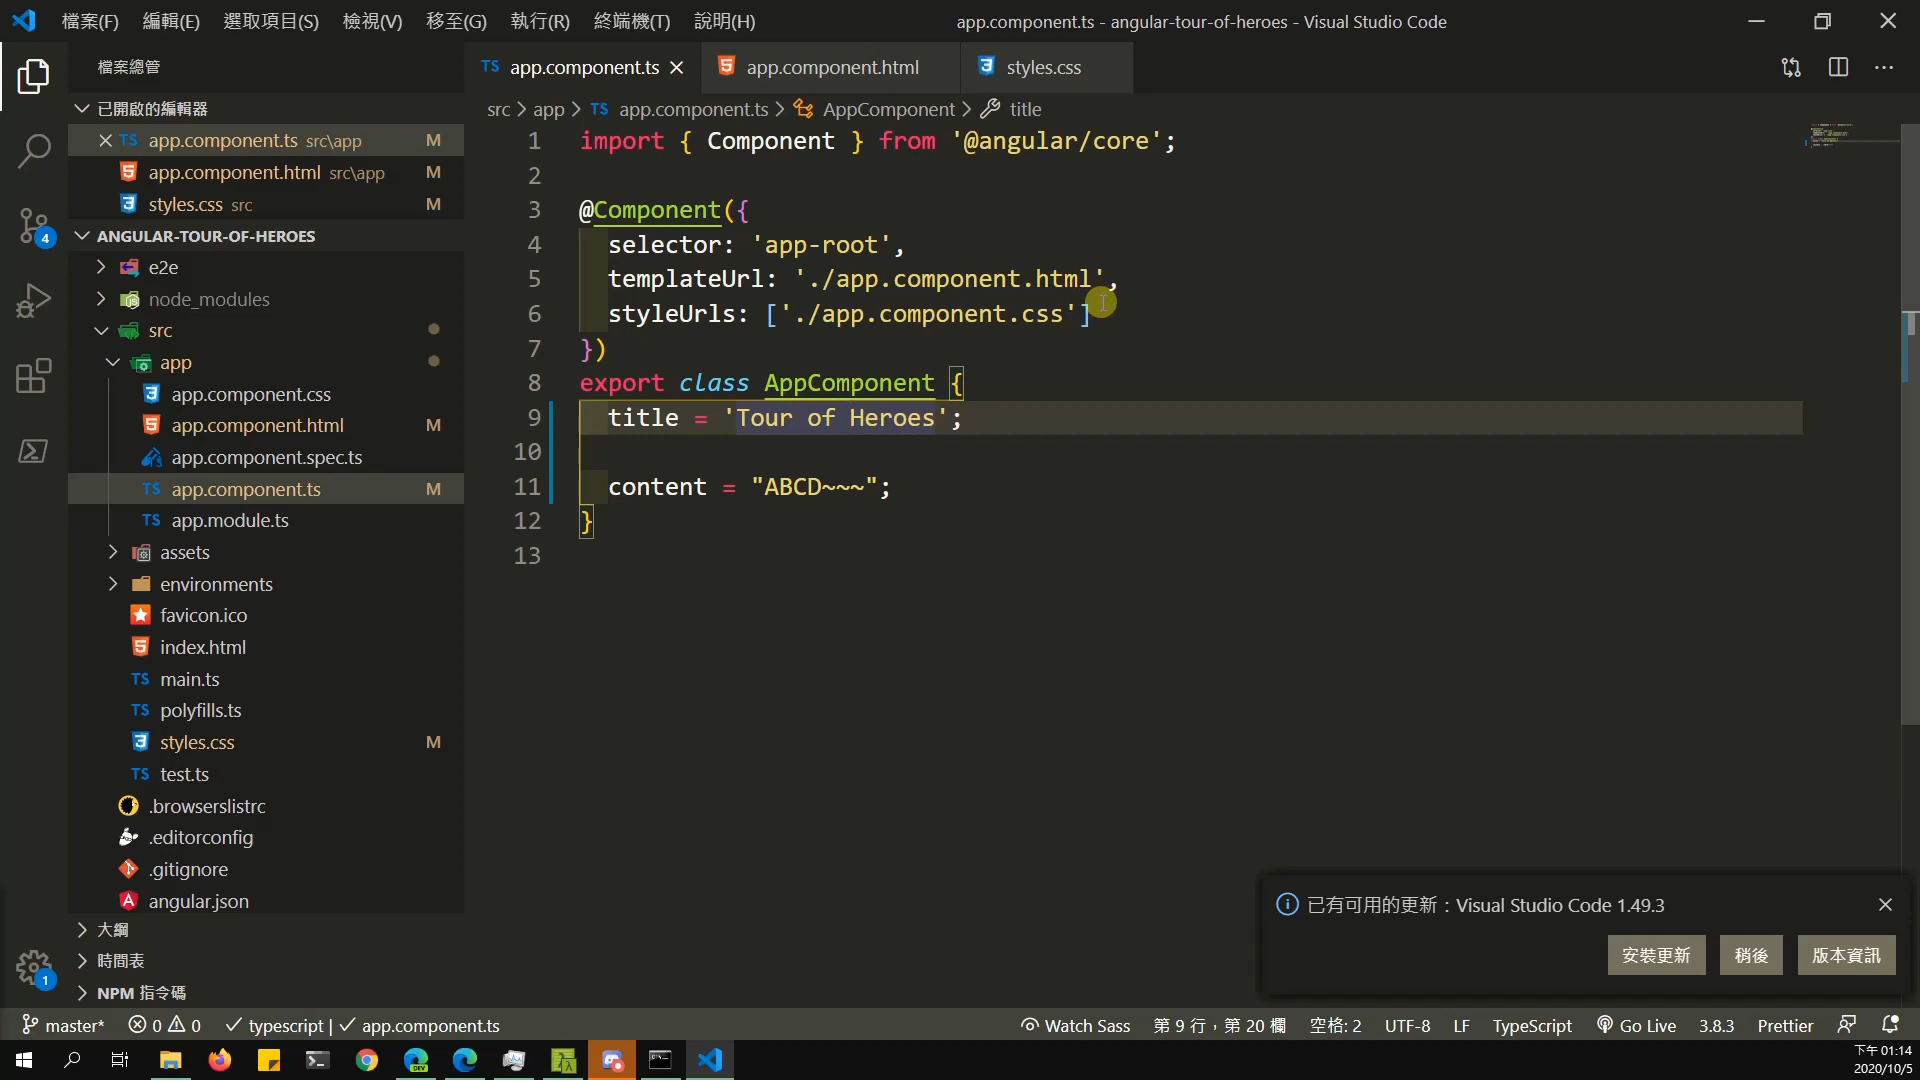 檔案(F) 編輯(E) 選取項目(S) 檢視(V) 移至(G) 執行(R) 終端機(T) 說明(H) app.component.ts - angular-tour-of-heroes - Visual Studio Code
檔案總管
TS app.component.ts app.component.html styles.css
已開啟的編輯器
src > app > TS app.component.ts > AppComponent > title
TS app.component.ts src\app M
app.component.html src\app M
styles.css src M
ANGULAR-TOUR-OF-HEROES
e2e
node_modules
src
app
app.component.css
app.component.html M
app.component.spec.ts
TS app.component.ts M
TS app.module.ts
assets
environments
favicon.ico
index.html
TS main.ts
TS polyfills.ts
styles.css M
TS test.ts
.browserslistrc
.editorconfig
.gitignore
angular.json
大綱
時間表
NPM 指令碼
4
1
1 import { Component } from '@angular/core';
2
3 @Component({
4 selector: 'app-root',
5 templateUrl: './app.component.html',
6 styleUrls: ['./app.component.css']
7 })
8 export class AppComponent {
9 title = 'Tour of Heroes';
10
11 content = "ABCD~~~";
12 }
13
已有可用的更新：Visual Studio Code 1.49.3
安裝更新 稍後 版本資訊
master* 0 0 typescript | app.component.ts Watch Sass 第 9 行，第 20 欄 空格: 2 UTF-8 LF TypeScript Go Live 3.8.3 Prettier
DEV
下午 01:14
2020/10/5